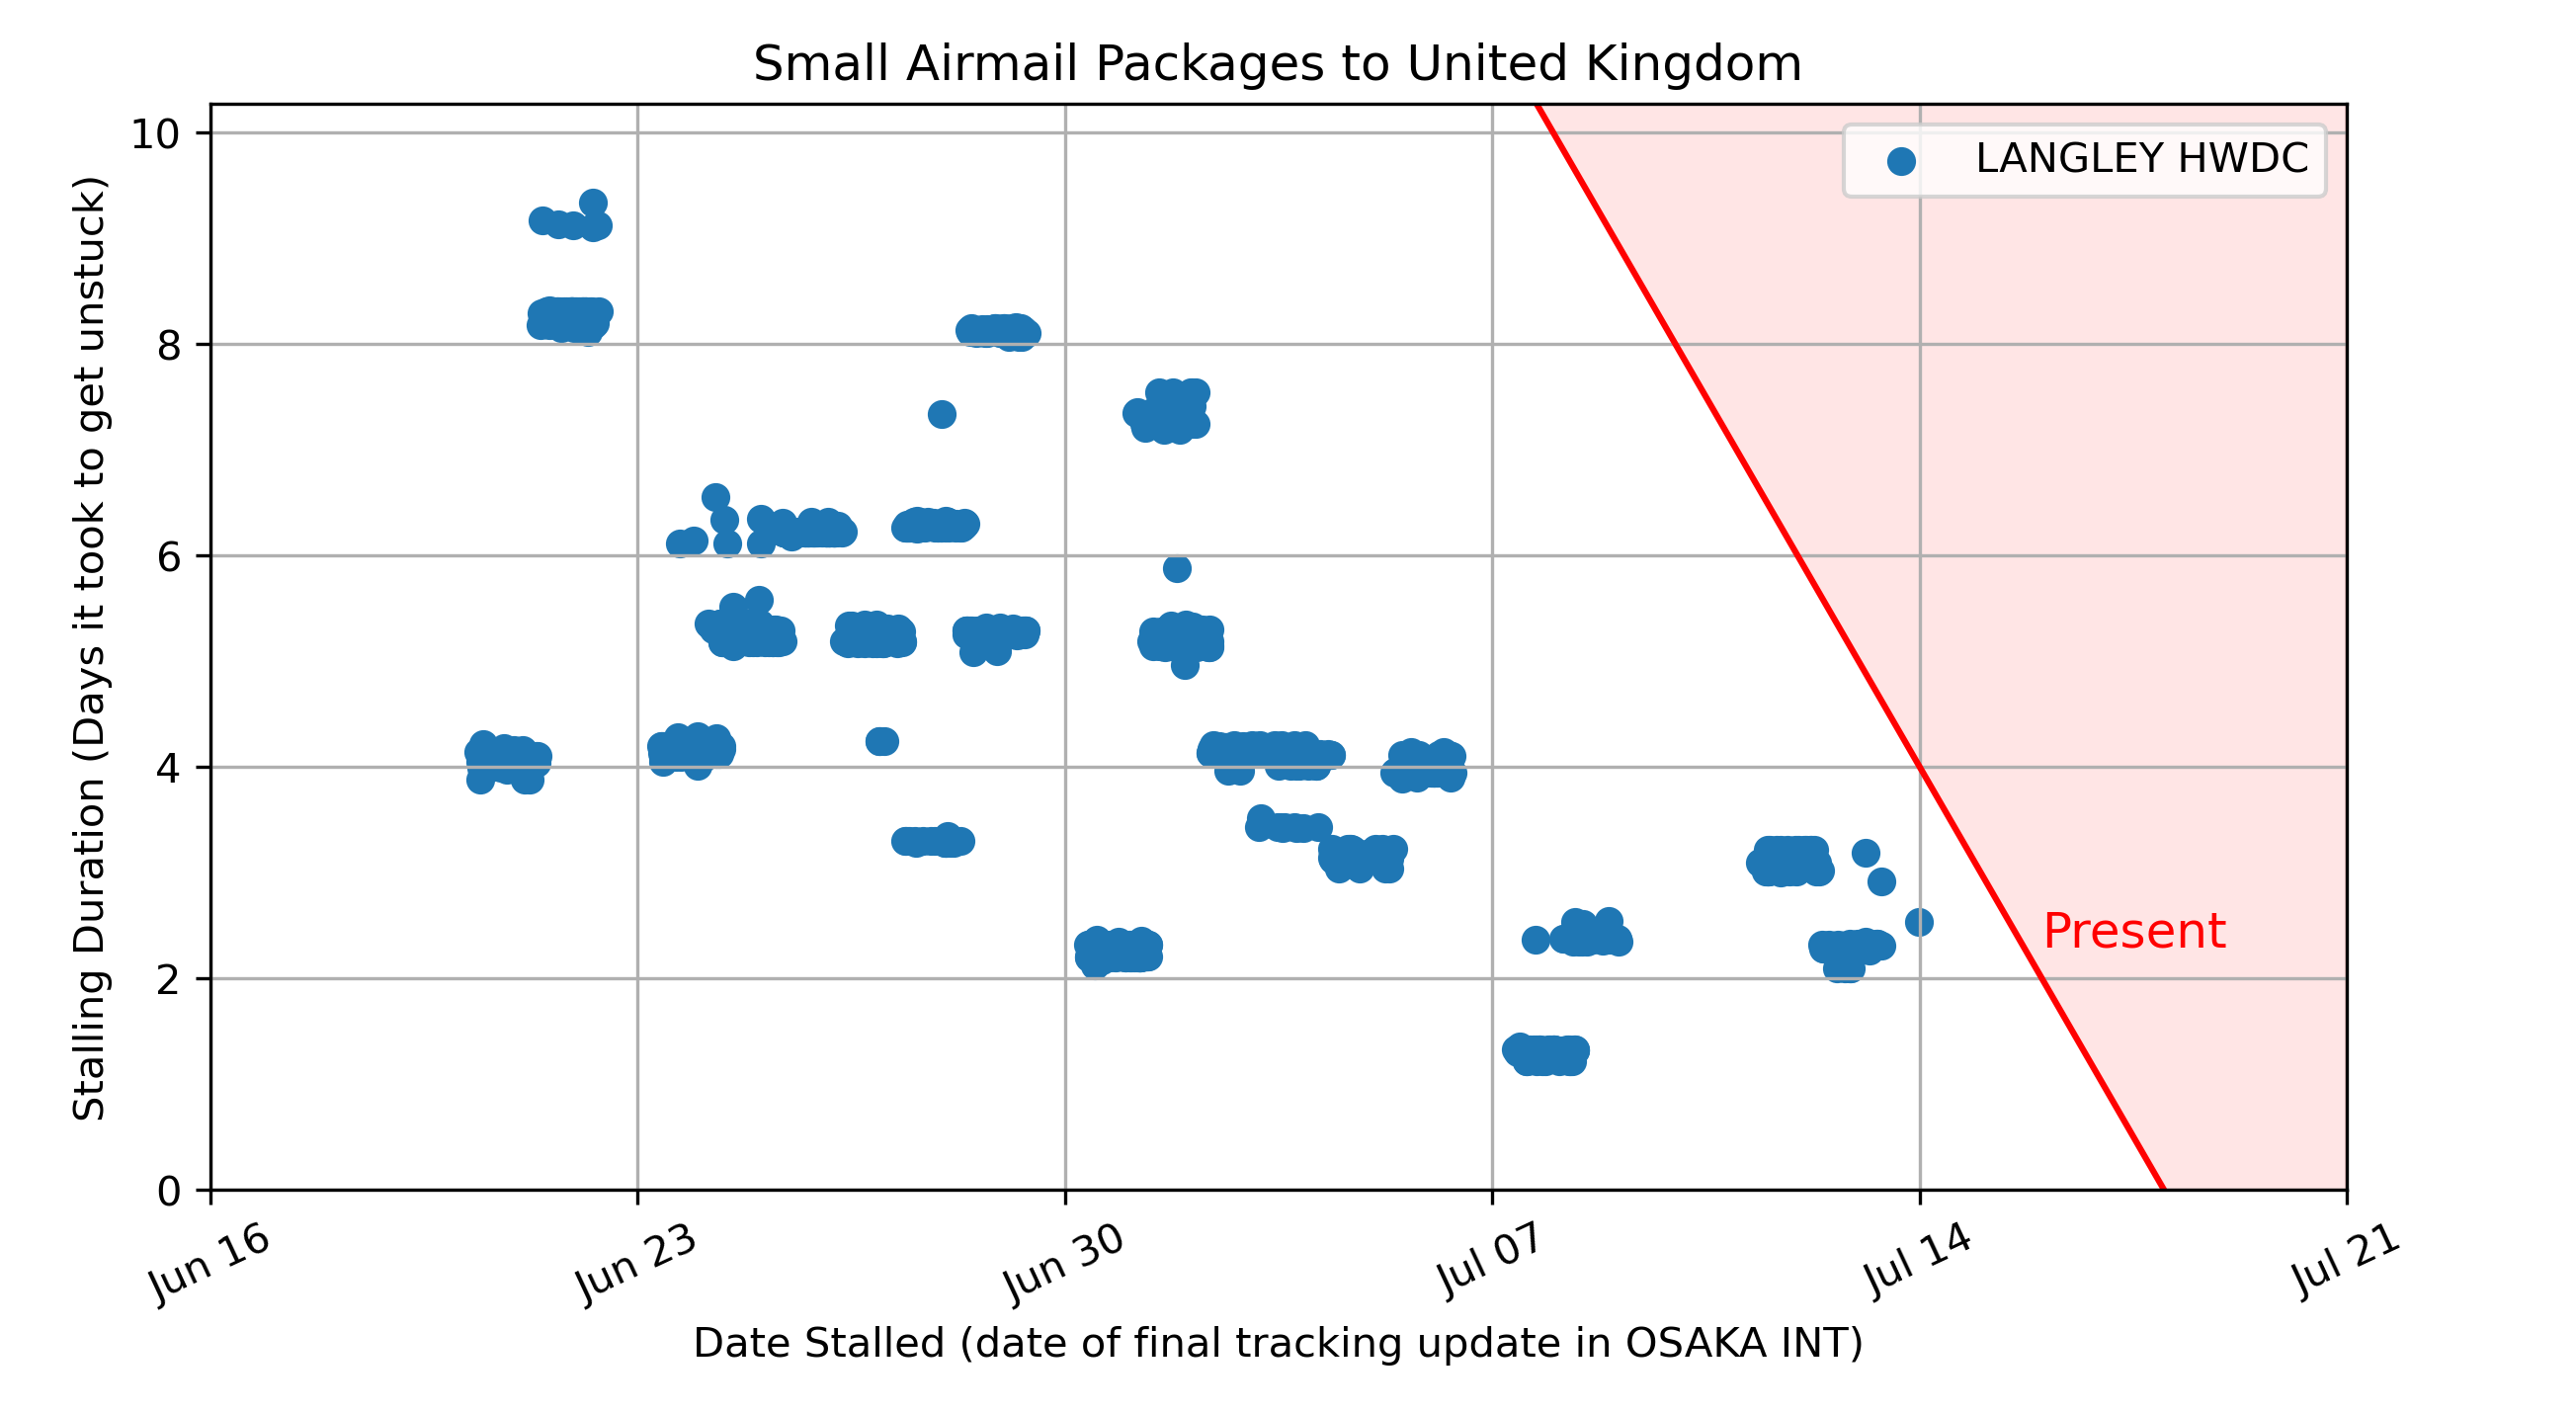 Small Airmail Packages to United Kingdom
LANGLEY HWDC
Stalling Duration (Days it took to get unstuck)
10
8
6
4
2
0
Present
Jun 16
Jun 23
Jun 30
Jul 07
Jul 14
Jul 21
Date Stalled (date of final tracking update in OSAKA INT)